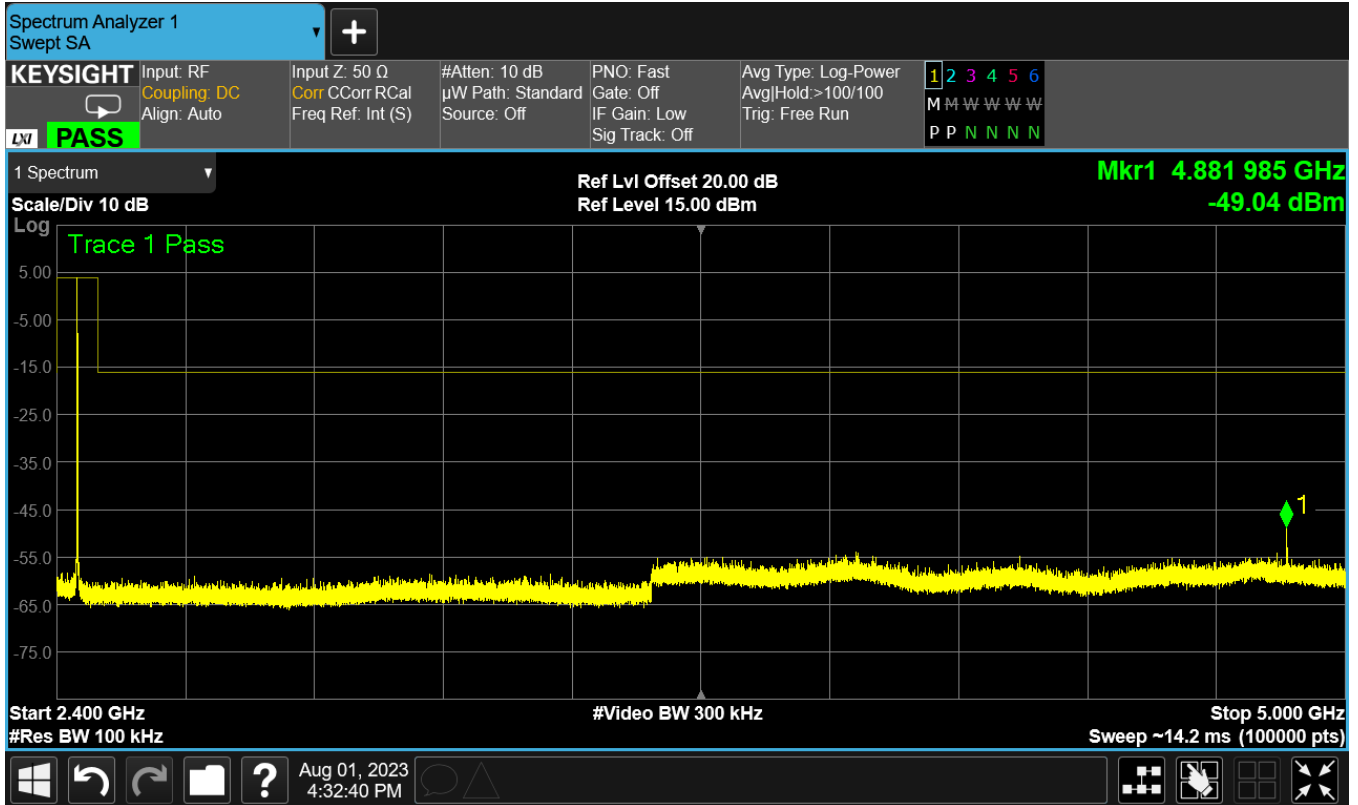 Spectrum Analyzer 1
Swept SA
KEYSIGHT
LXI PASS
Input: RF
Coupling: DC
Align: Auto
Input Z: 50 Ω
Corr CCorr RCal
Freq Ref: Int (S)
#Atten: 10 dB
µW Path: Standard
Source: Off
PNO: Fast
Gate: Off
IF Gain: Low
Sig Track: Off
Avg Type: Log-Power
Avg|Hold:>100/100
Trig: Free Run
1 2 3 4 5 6
M M W W W W
P P N N N N
1 Spectrum
Scale/Div 10 dB
Ref Lvl Offset 20.00 dB
Ref Level 15.00 dBm
Mkr1 4.881 985 GHz
-49.04 dBm
Log
Trace 1 Pass
5.00
-5.00
-15.0
-25.0
-35.0
-45.0
1
-55.0
-65.0
-75.0
Start 2.400 GHz
#Video BW 300 kHz
Stop 5.000 GHz
#Res BW 100 kHz
Sweep ~14.2 ms (100000 pts)
?
Aug 01, 2023
4:32:40 PM